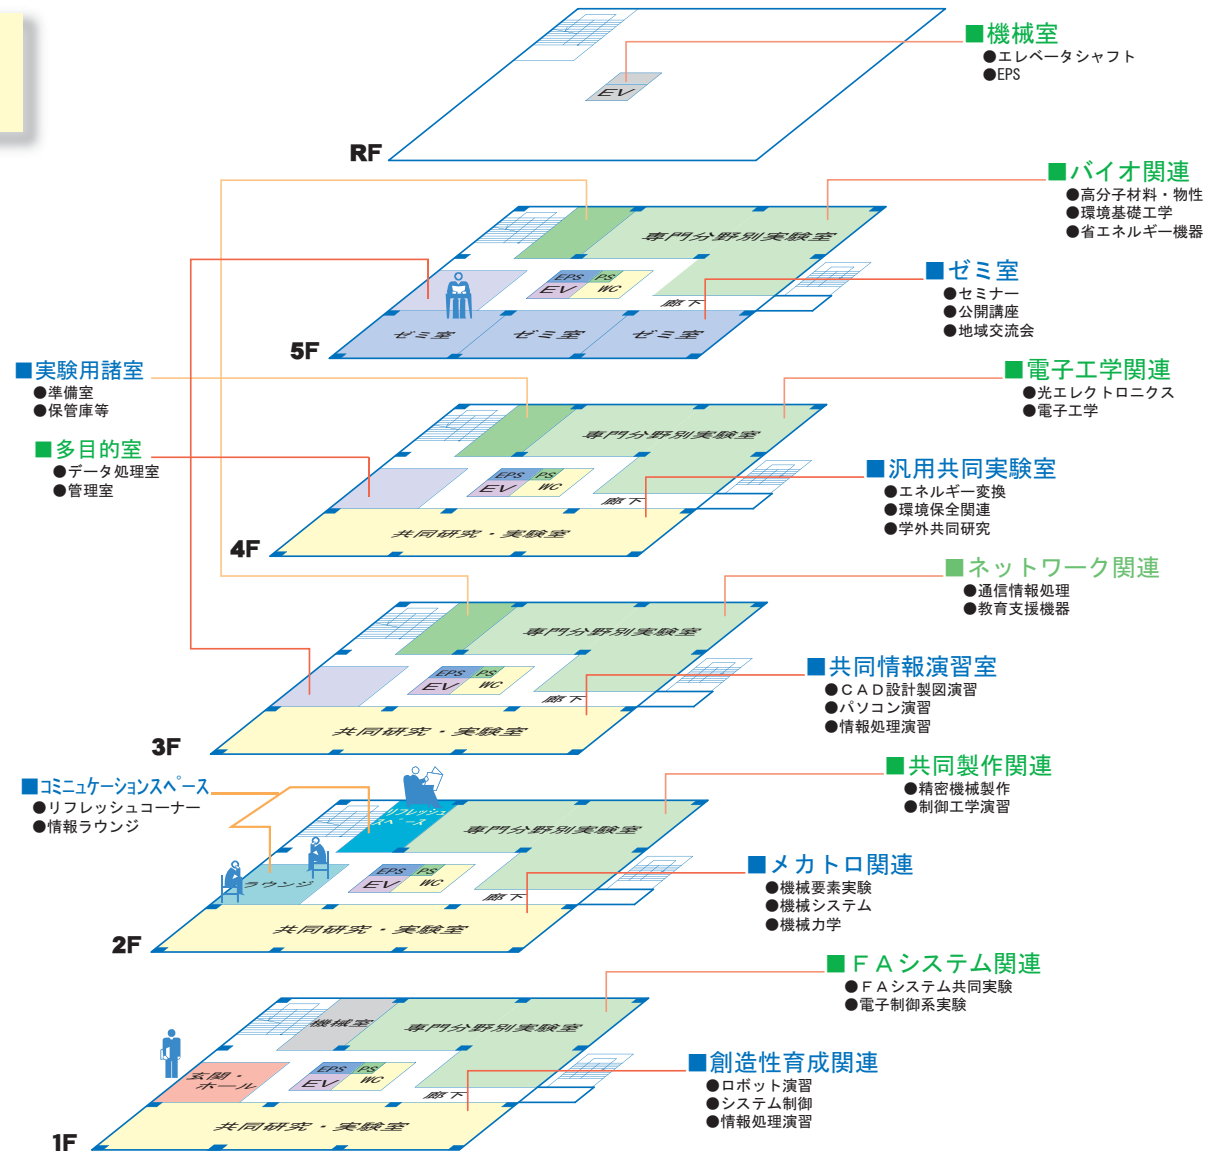 ■機械室
●エレベータシャフト
●EPS
EV
RF
■バイオ関連
●高分子材料・物性
●環境基礎工学
●省エネルギー機器
専門分野別実験室
■ゼミ室
●セミナー
●公開講座
●地域交流会
EPS PS
EV WC
廊下
ゼミ室 ゼミ室 ゼミ室
5F
■実験用諸室
●準備室
●保管庫等
■多目的室
●データ処理室
●管理室
■電子工学関連
●光エレクトロニクス
●電子工学
専門分野別実験室
■汎用共同実験室
●エネルギー変換
●環境保全関連
●学外共同研究
EPS PS
EV WC
廊下
共同研究・実験室
4F
■ネットワーク関連
●通信情報処理
●教育支援機器
専門分野別実験室
■共同情報演習室
●CAD設計製図演習
●パソコン演習
●情報処理演習
EPS PS
EV WC
廊下
共同研究・実験室
3F
■コミニュケーションスペース
●リフレッシュコーナー
●情報ラウンジ
■共同製作関連
●精密機械製作
●制御工学演習
リフレッシュ
スペース
専門分野別実験室
■メカトロ関連
●機械要素実験
●機械システム
●機械力学
EPS PS
EV WC
ラウンジ
廊下
共同研究・実験室
2F
■FAシステム関連
●FAシステム共同実験
●電子制御系実験
機械室
専門分野別実験室
■創造性育成関連
●ロボット演習
●システム制御
●情報処理演習
EPS PS
EV WC
玄関・
ホール
廊下
共同研究・実験室
1F